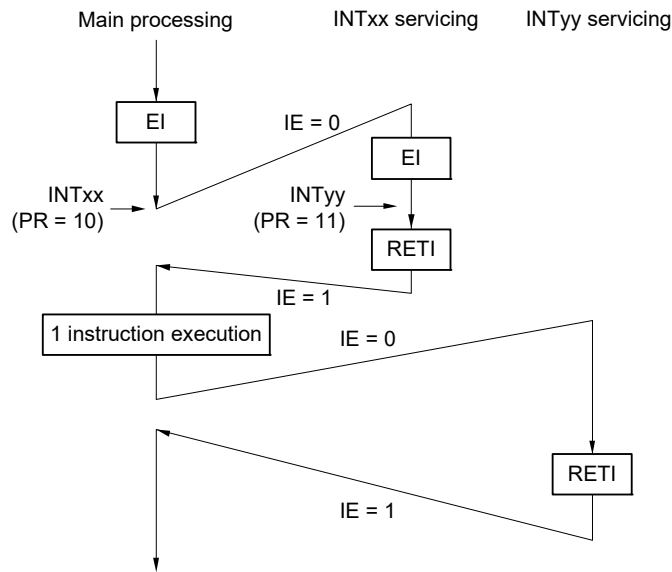 Main processing
INTxx servicing
INTyy servicing
EI
IE = 0
EI
INTxx
(PR = 10)
INTyy
(PR = 11)
RETI
IE = 1
1 instruction execution
IE = 0
RETI
IE = 1